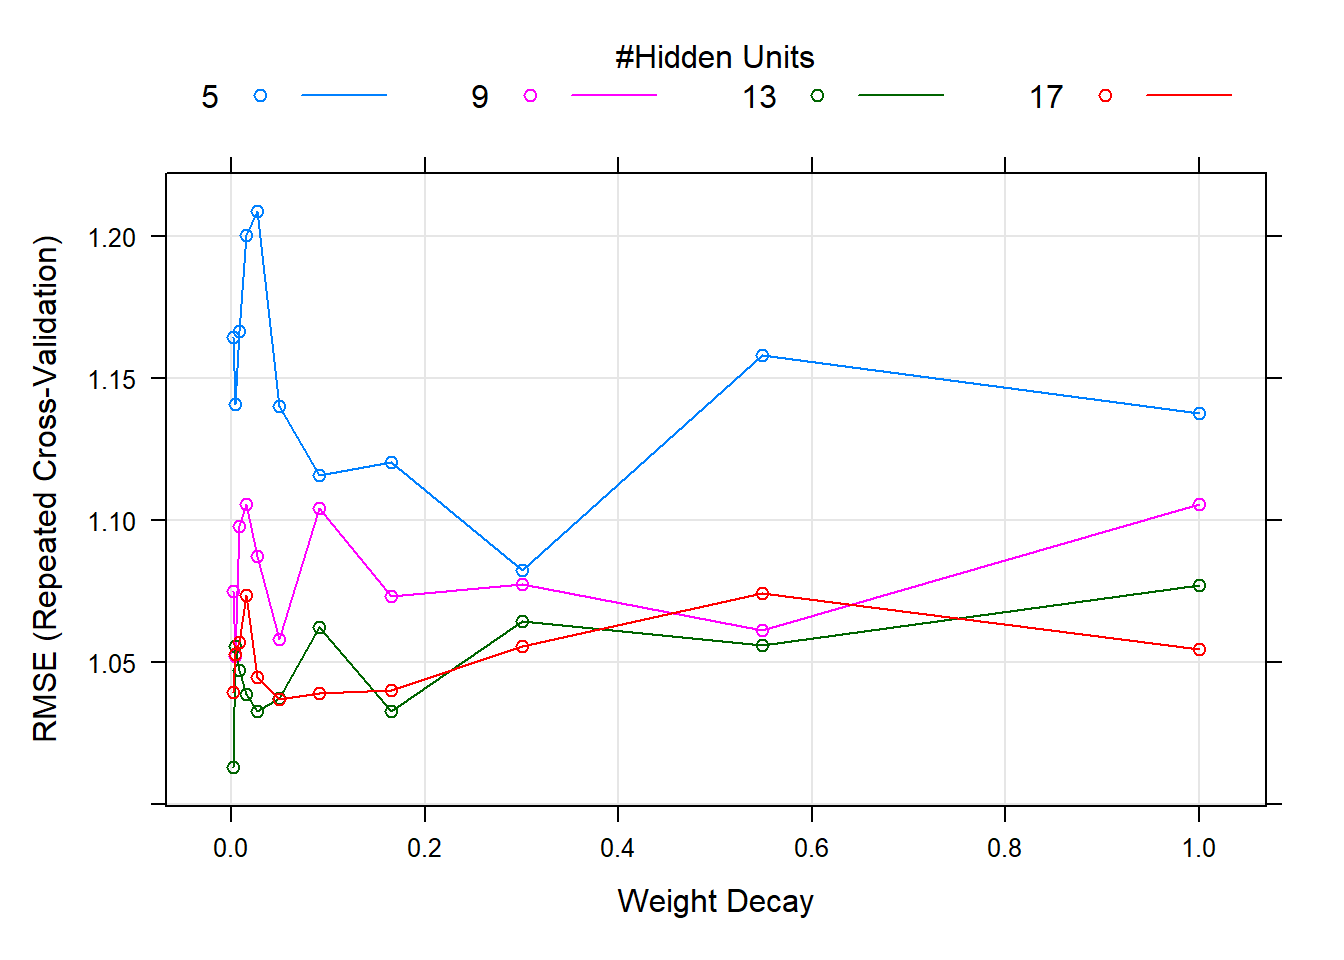 #Hidden Units
5 9 13 17
RMSE (Repeated Cross-Validation)
1.20
1.15
1.10
1.05
0.0 0.2 0.4 0.6 0.8 1.0
Weight Decay